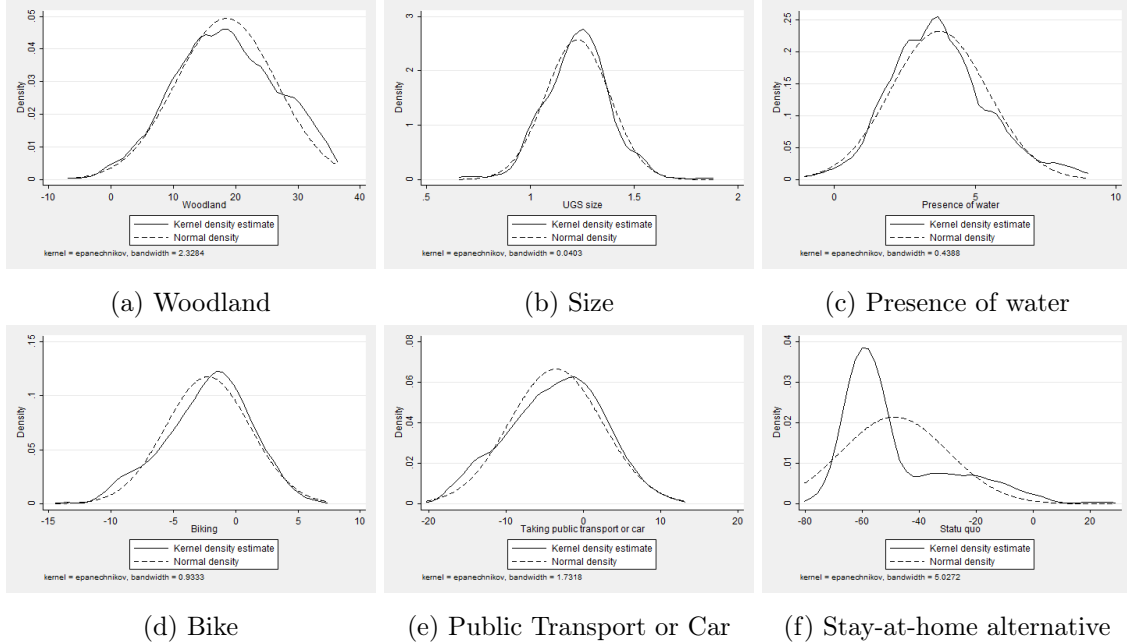 Density
0 .01 .02 .03 .04 .05
-10 0 10 20 30 40
Woodland
Kernel density estimate
Normal density
kernel = epanechnikov, bandwidth = 2.3284
(a) Woodland
Density
0 1 2 3
.5 1 1.5 2
UGS size
Kernel density estimate
Normal density
kernel = epanechnikov, bandwidth = 0.0403
(b) Size
Density
0 .05 .1 .15 .2 .25
0 5 10
Presence of water
Kernel density estimate
Normal density
kernel = epanechnikov, bandwidth = 0.4388
(c) Presence of water
Density
0 .05 .1 .15
-15 -10 -5 0 5 10
Biking
Kernel density estimate
Normal density
kernel = epanechnikov, bandwidth = 0.9333
(d) Bike
Density
0 .02 .04 .06 .08
-20 -10 0 10 20
Taking public transport or car
Kernel density estimate
Normal density
kernel = epanechnikov, bandwidth = 1.7318
(e) Public Transport or Car
Density
0 .01 .02 .03 .04
-80 -60 -40 -20 0 20
Statu quo
Kernel density estimate
Normal density
kernel = epanechnikov, bandwidth = 5.0272
(f) Stay-at-home alternative